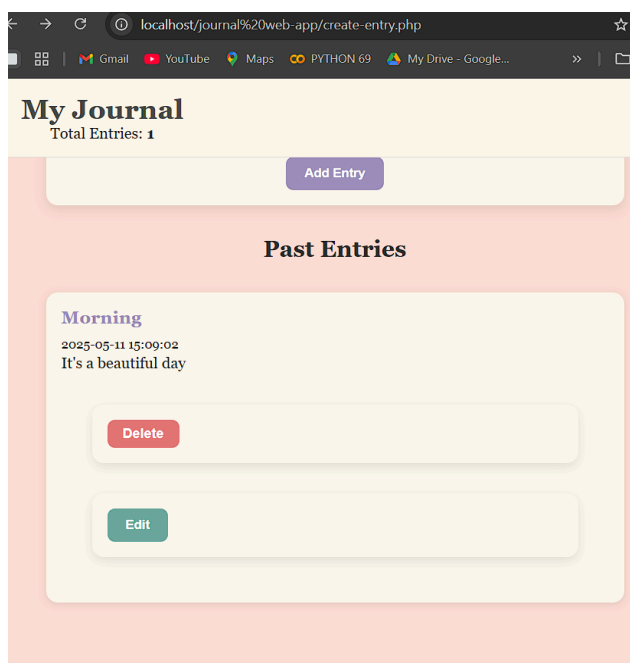 localhost/journal%20web-app/create-entry.php
Gmail YouTube Maps PYTHON 69 My Drive - Google... »
My Journal
Total Entries: 1
Add Entry
Past Entries
Morning
2025-05-11 15:09:02
It's a beautiful day
Delete
Edit